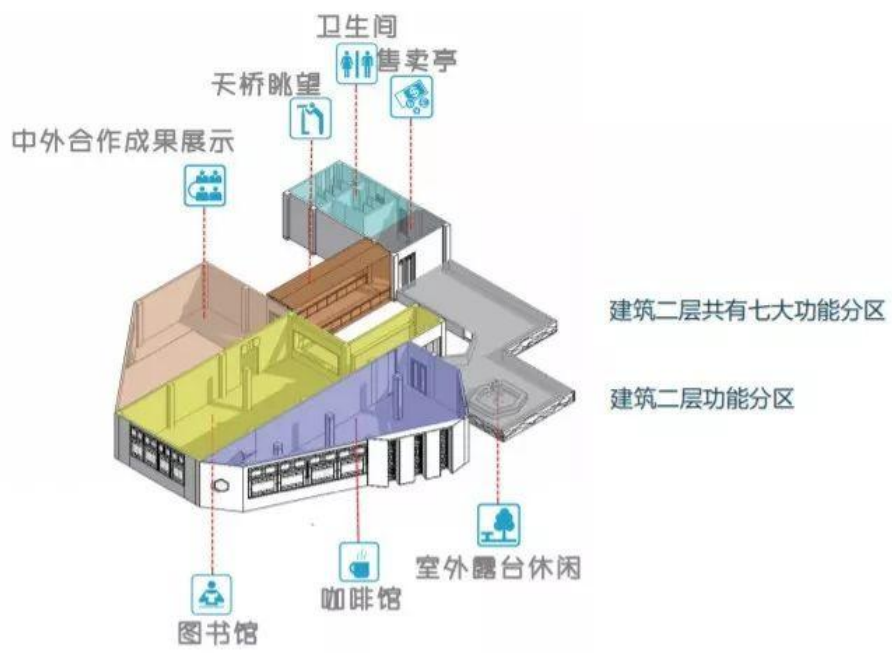 卫生间
售卖亭
天桥眺望
中外合作成果展示
建筑二层共有七大功能分区
建筑二层功能分区
室外露台休闲
咖啡馆
图书馆